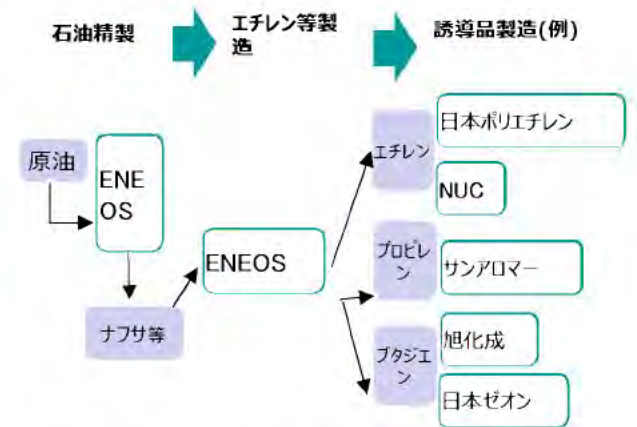 石油精製
エチレン等製
造
誘導品製造(例)
原油
ENE
OS
ナフサ等
ENEOS
エチレン
日本ポリエチレン
NUC
プロピレ
ン
サンアロマー
ブタジエ
ン
旭化成
日本ゼオン